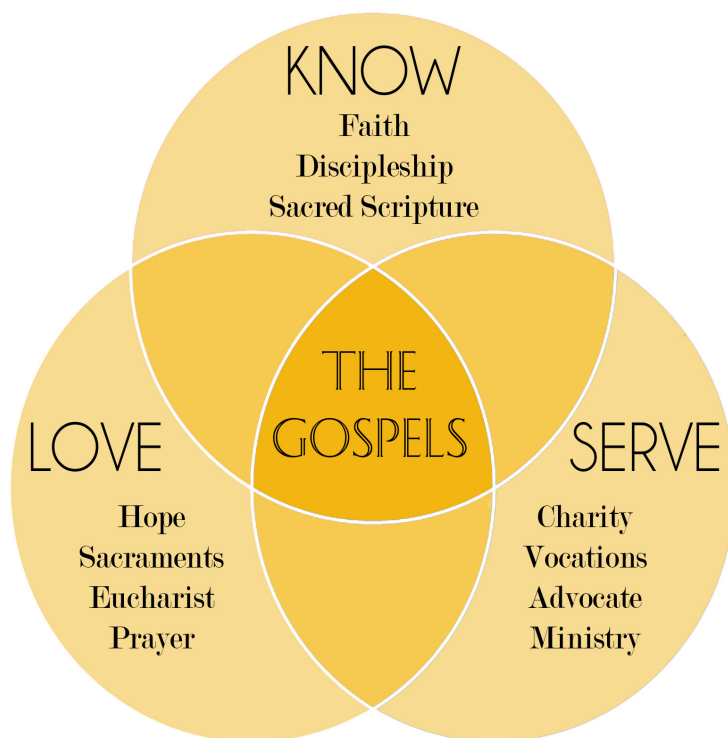 KNOW
Faith
Discipleship
Sacred Scripture
THE
GOSPELS
LOVE
Hope
Sacraments
Eucharist
Prayer
SERVE
Charity
Vocations
Advocate
Ministry